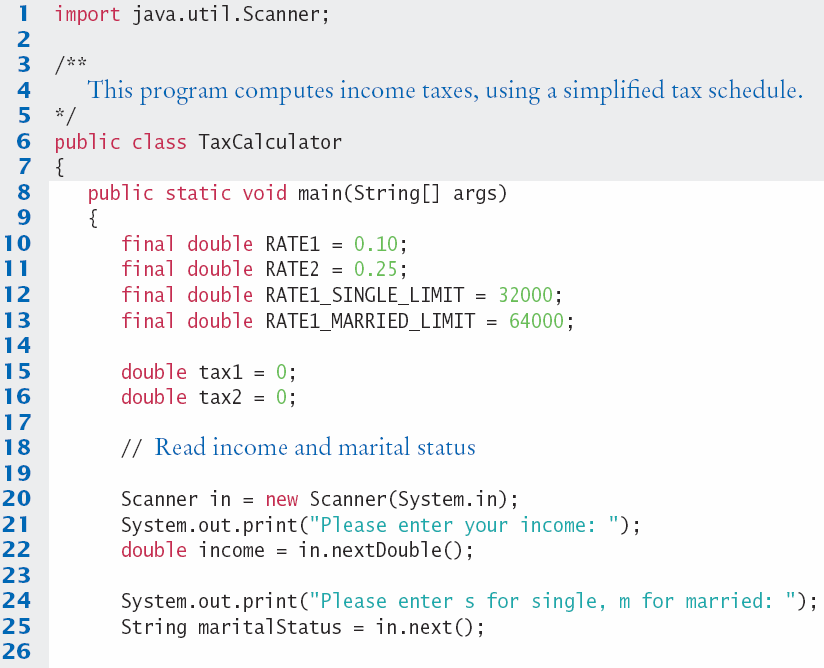 1 import java.util.Scanner;
2
3 /**
4 This program computes income taxes, using a simplified tax schedule.
5 */
6 public class TaxCalculator
7 {
8 public static void main(String[] args)
9 {
10 final double RATE1 = 0.10;
11 final double RATE2 = 0.25;
12 final double RATE1_SINGLE_LIMIT = 32000;
13 final double RATE1_MARRIED_LIMIT = 64000;
14
15 double tax1 = 0;
16 double tax2 = 0;
17
18 // Read income and marital status
19
20 Scanner in = new Scanner(System.in);
21 System.out.print("Please enter your income: ");
22 double income = in.nextDouble();
23
24 System.out.print("Please enter s for single, m for married: ");
25 String maritalStatus = in.next();
26